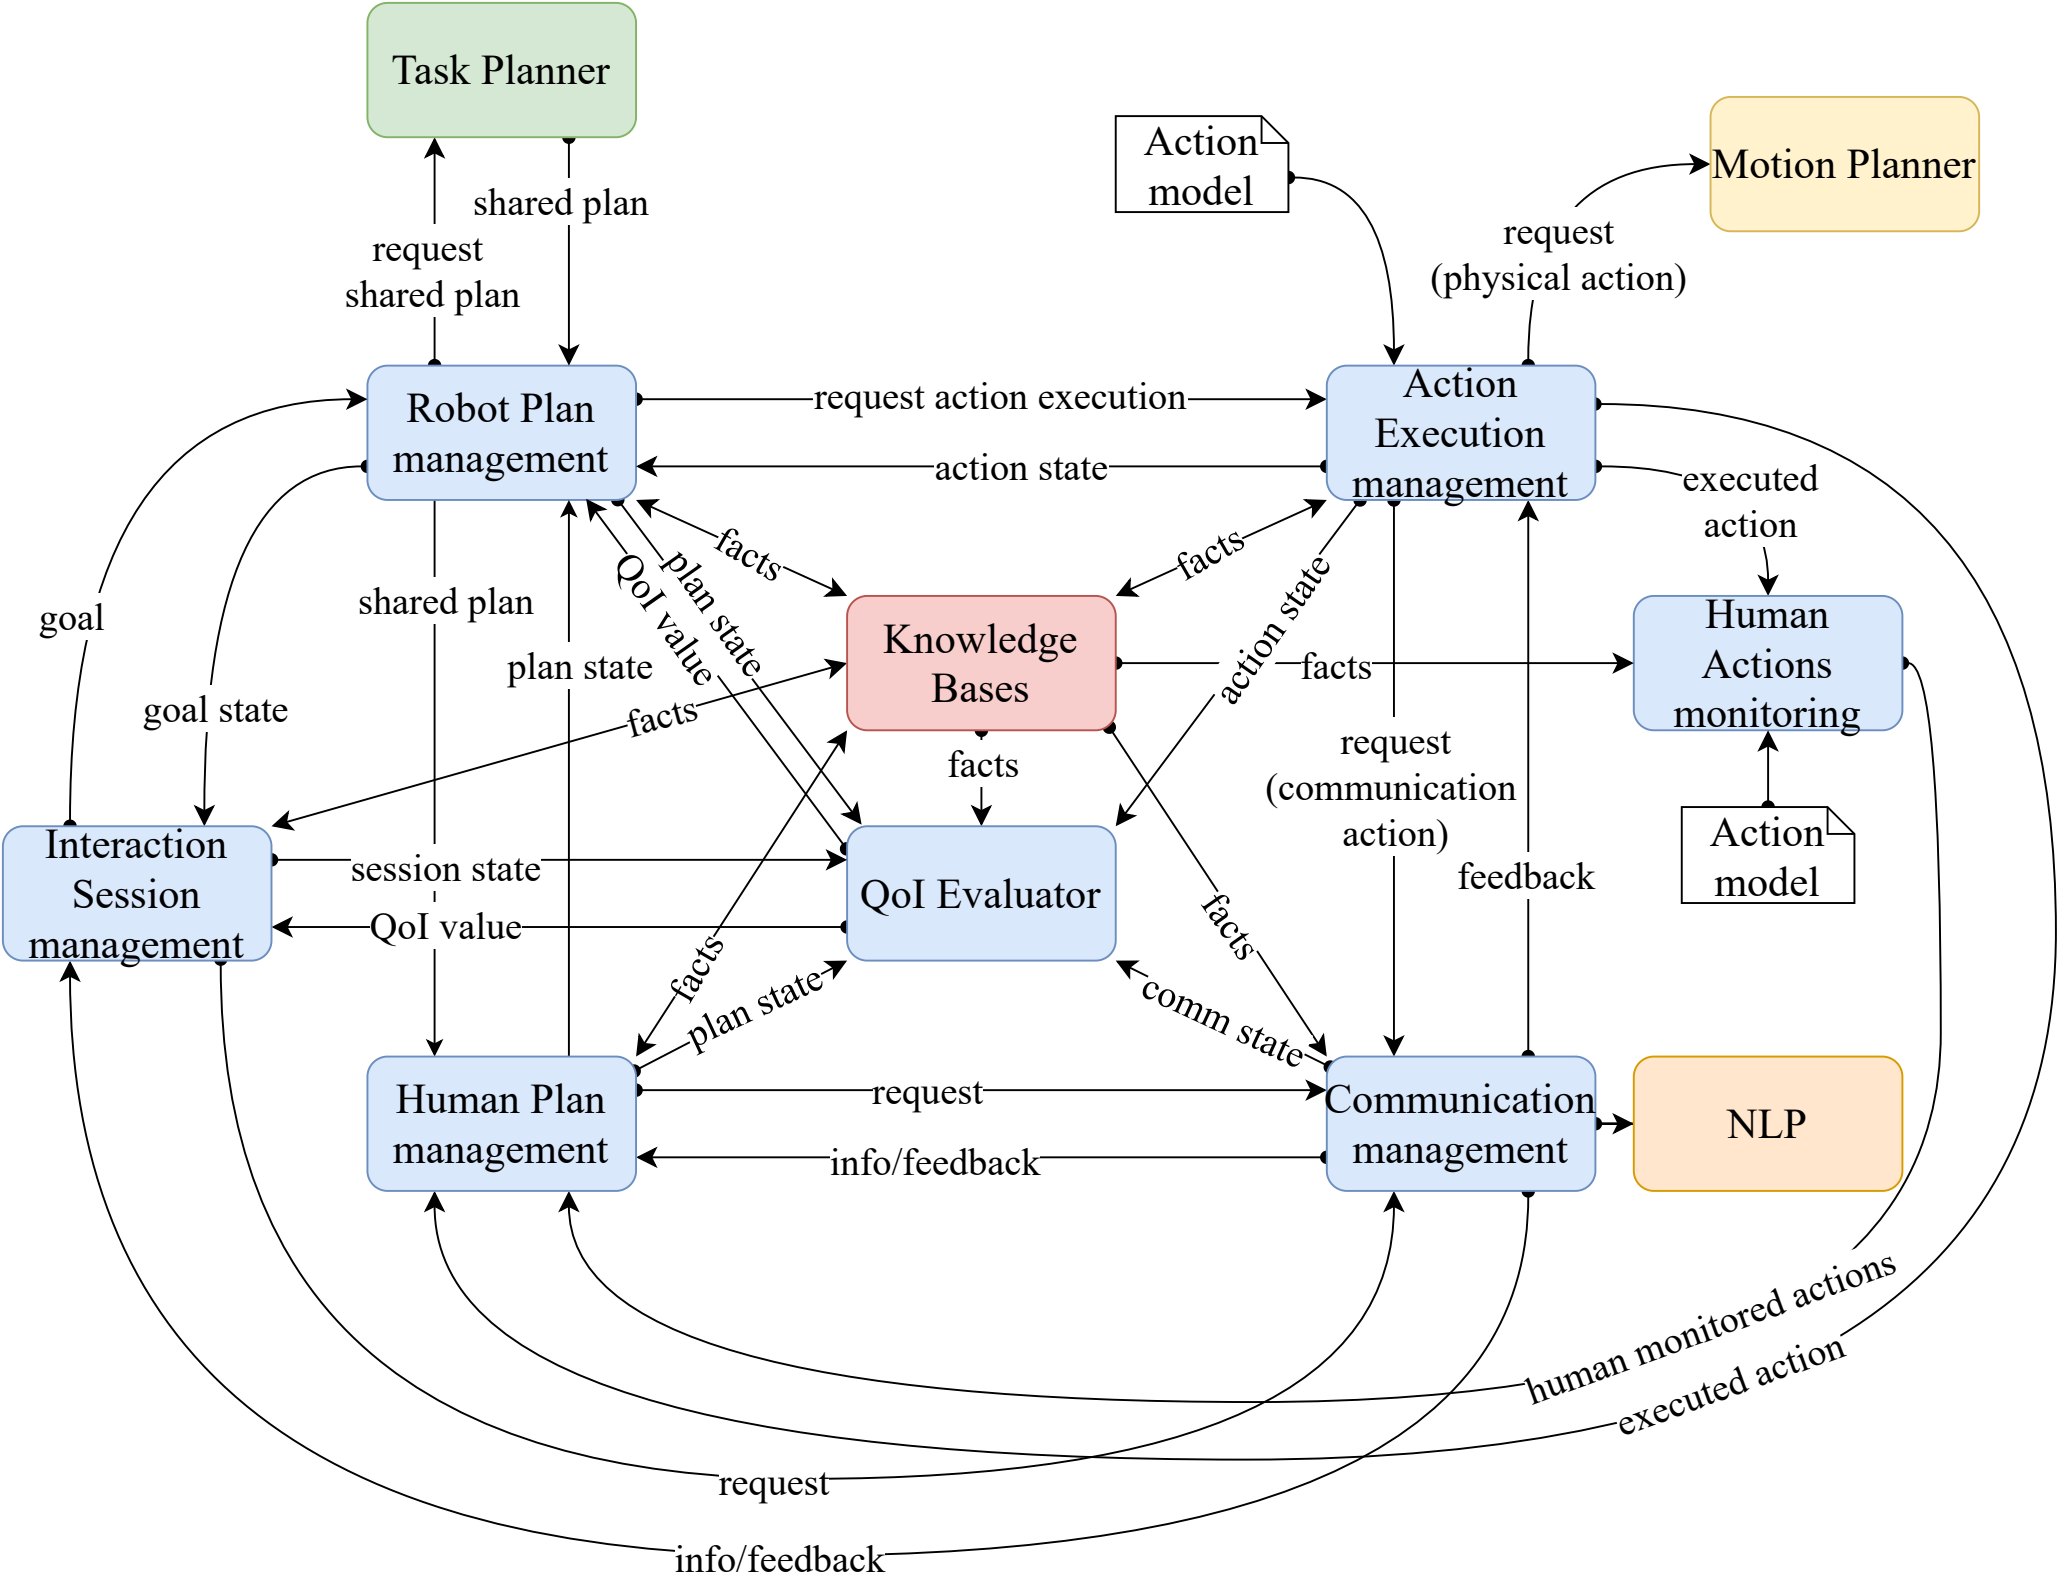 Task Planner
Action
model
Motion Planner
shared plan
request
shared plan
request
(physical action)
Robot Plan
management
request action execution
action state
Action
Execution
management
executed
action
facts
facts
QoI value
plan state
action state
goal
shared plan
plan state
goal state
facts
Knowledge
Bases
facts
Human
Actions
monitoring
facts
request
(communication
action)
feedback
Action
model
Interaction
Session
management
session state
QoI value
QoI Evaluator
facts
facts
plan state
comm state
Human Plan
management
request
info/feedback
Communication
management
NLP
human monitored actions
executed action
request
info/feedback